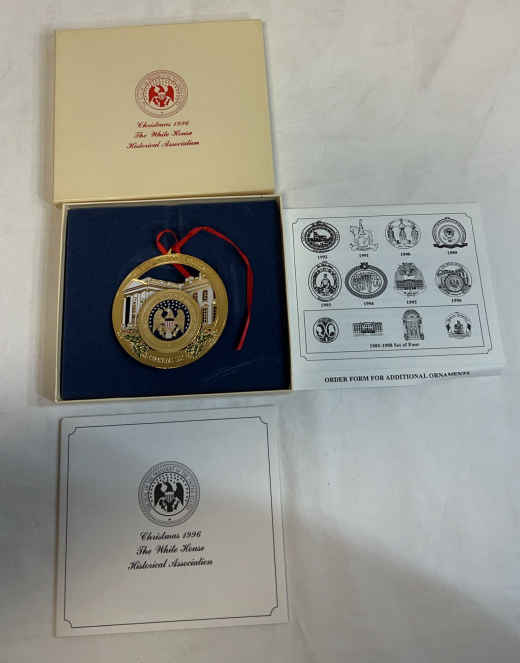 Christmas 1996
The White House
Historical Association
1992
1991
1990
1989
1993
1994
1995
1996
1985-1988 Set of Four
ORDER FORM FOR ADDITIONAL ORNAMENTS
Christmas 1996
The White House
Historical Association